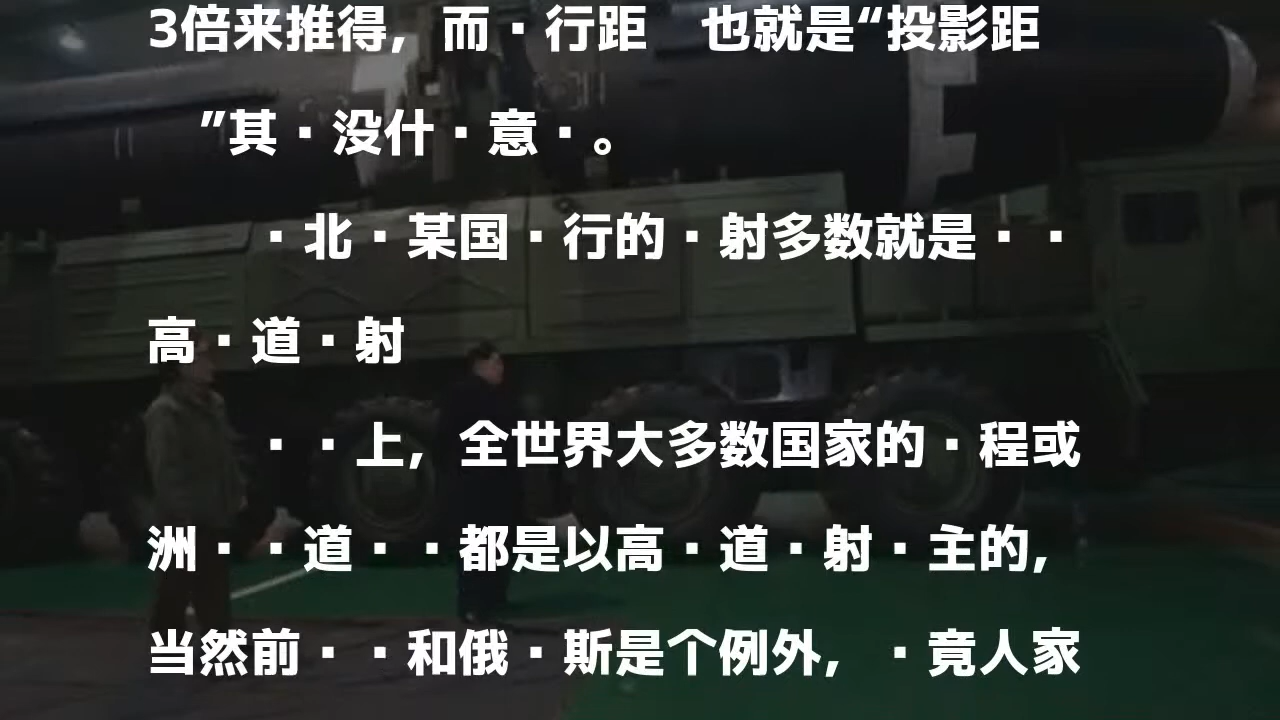 3倍来推得，而·行距 也就是“投影距
”其·没什·意·。
·北·某国·行的·射多数就是··
高·道·射
··上，全世界大多数国家的·程或
洲··道··都是以高·道·射·主的，
当然前··和俄·斯是个例外，·竟人家